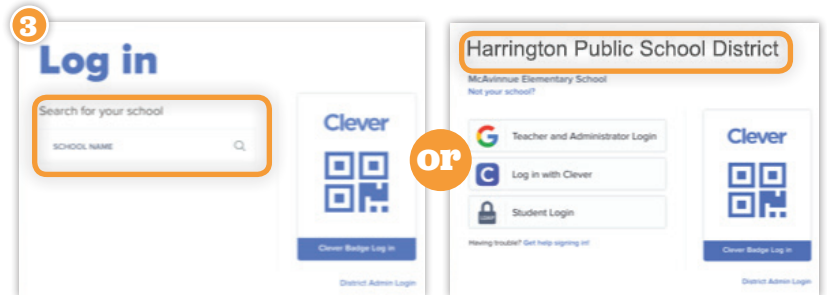 3
Log in
Search for your school
SCHOOL NAME
Clever
Clever Badge Log in
District Admin Login
or
Harrington Public School District
McAvinnue Elementary School
Not your school?
Teacher and Administrator Login
Log in with Clever
Student Login
Having trouble? Get help signing in!
Clever
Clever Badge Log in
District Admin Login